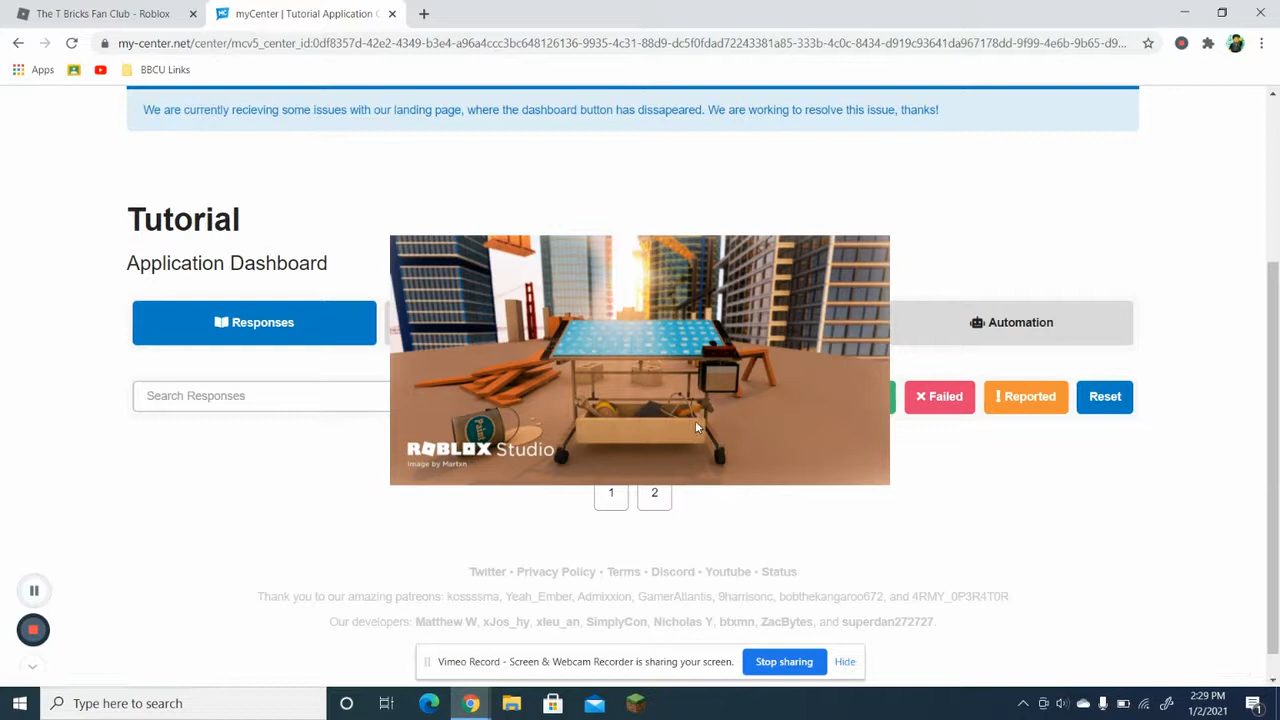 The T Bricks Fan Club - Roblox
myCenter | Tutorial Application
my-center.net/center/mcv5_center_id:0df8357d-42e2-4349-b3e4-a96a4ccc3bc648126136-9935-4c31-88d9-dc5f0fdad72243381a85-333b-4c0c-8434-d919c93641da967178dd-9f99-4e6b-9b65-d9...
Apps
BBCU Links
We are currently recieving some issues with our landing page, where the dashboard button has dissapeared. We are working to resolve this issue, thanks!
Tutorial
Application Dashboard
Responses
Automation
Search Responses
Failed
Reported
Reset
Paint
ROBLOX Studio
Image by Martxn
1 2
Twitter • Privacy Policy • Terms • Discord • Youtube • Status
Thank you to our amazing patreons: kossssma, Yeah_Ember, Admixxion, GamerAtlantis, 9harrisonc, bobthekangaroo672, and 4RMY_0P3R4T0R
Our developers: Matthew W, xJos_hy, xleu_an, SimplyCon, Nicholas Y, btxmn, ZacBytes, and superdan272727.
Vimeo Record - Screen & Webcam Recorder is sharing your screen.
Stop sharing
Hide
Type here to search
2:29 PM
1/2/2021
1